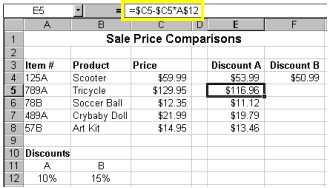 E5 = =$C5-$C5*A$12
A B C D E F
1 Sale Price Comparisons
2
3 Item # Product Price Discount A Discount B
4 125A Scooter $59.99 $53.99 $50.99
5 789A Tricycle $129.95 $116.96
6 78B Soccer Ball $12.35 $11.12
7 489A Crybaby Doll $21.99 $19.79
8 57B Art Kit $14.95 $13.46
9
10 Discounts
11 A B
12 10% 15%